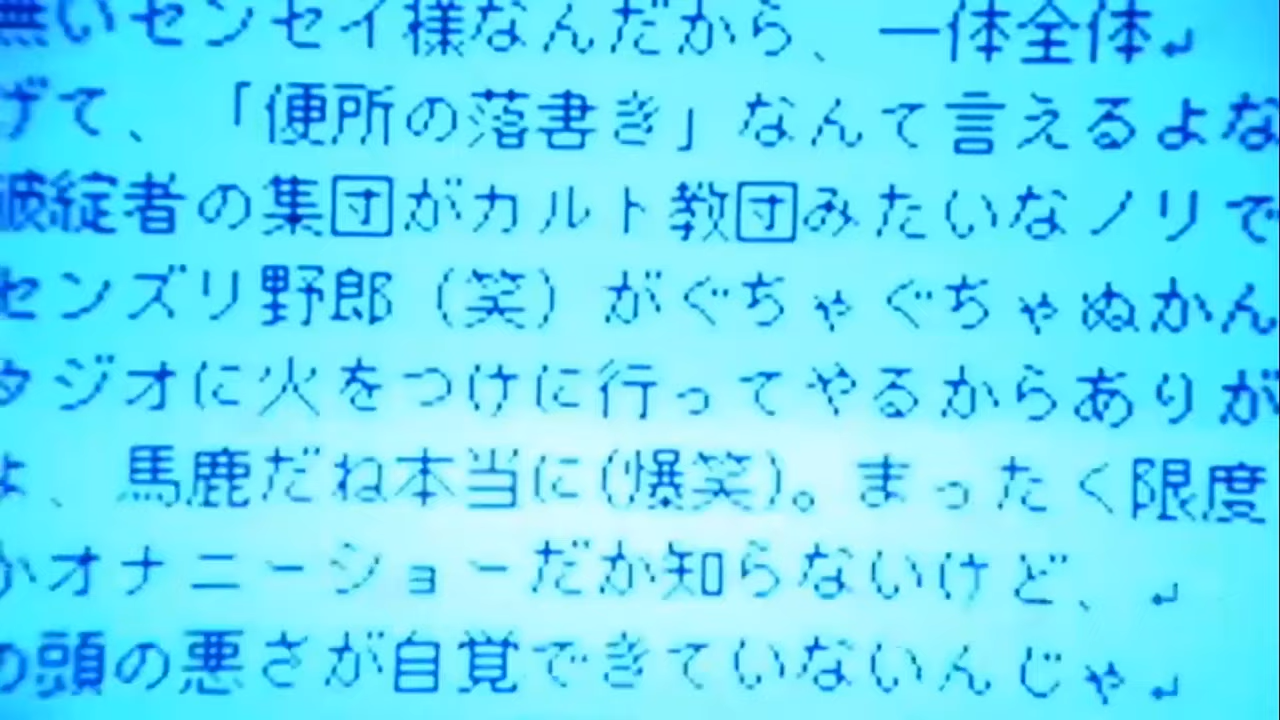 無いセンセイ様なんだから、一体全体↵
げて、「便所の落書き」なんて言えるよな
破綻者の集団がカルト教団みたいなノリで
センズリ野郎（笑）がぐちゃぐちゃぬかん
タジオに火をつけに行ってやるからありが
よ、馬鹿だね本当に(爆笑)。まったく限度
かオナニーショーだか知らないけど、↵
の頭の悪さが自覚できていないんじゃ↵